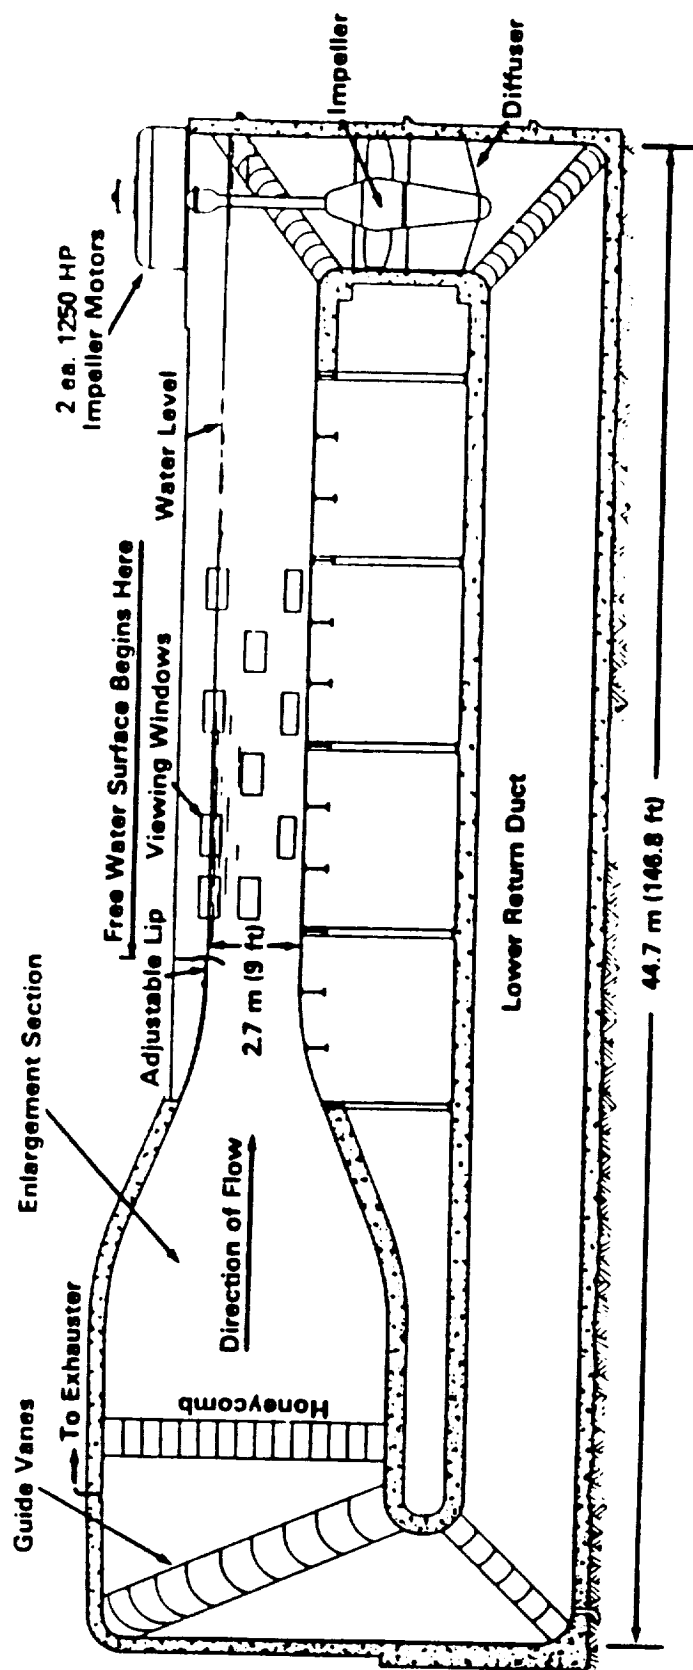 Guide Vanes
To Exhauster
Enlargement Section
Adjustable Lip
Free Water Surface Begins Here
Viewing Windows
Water Level
2 ea. 1250 HP
Impeller Motors
Impeller
Diffuser
Honeycomb
Direction of Flow
2.7 m (9 ft)
Lower Return Duct
44.7 m (146.8 ft)